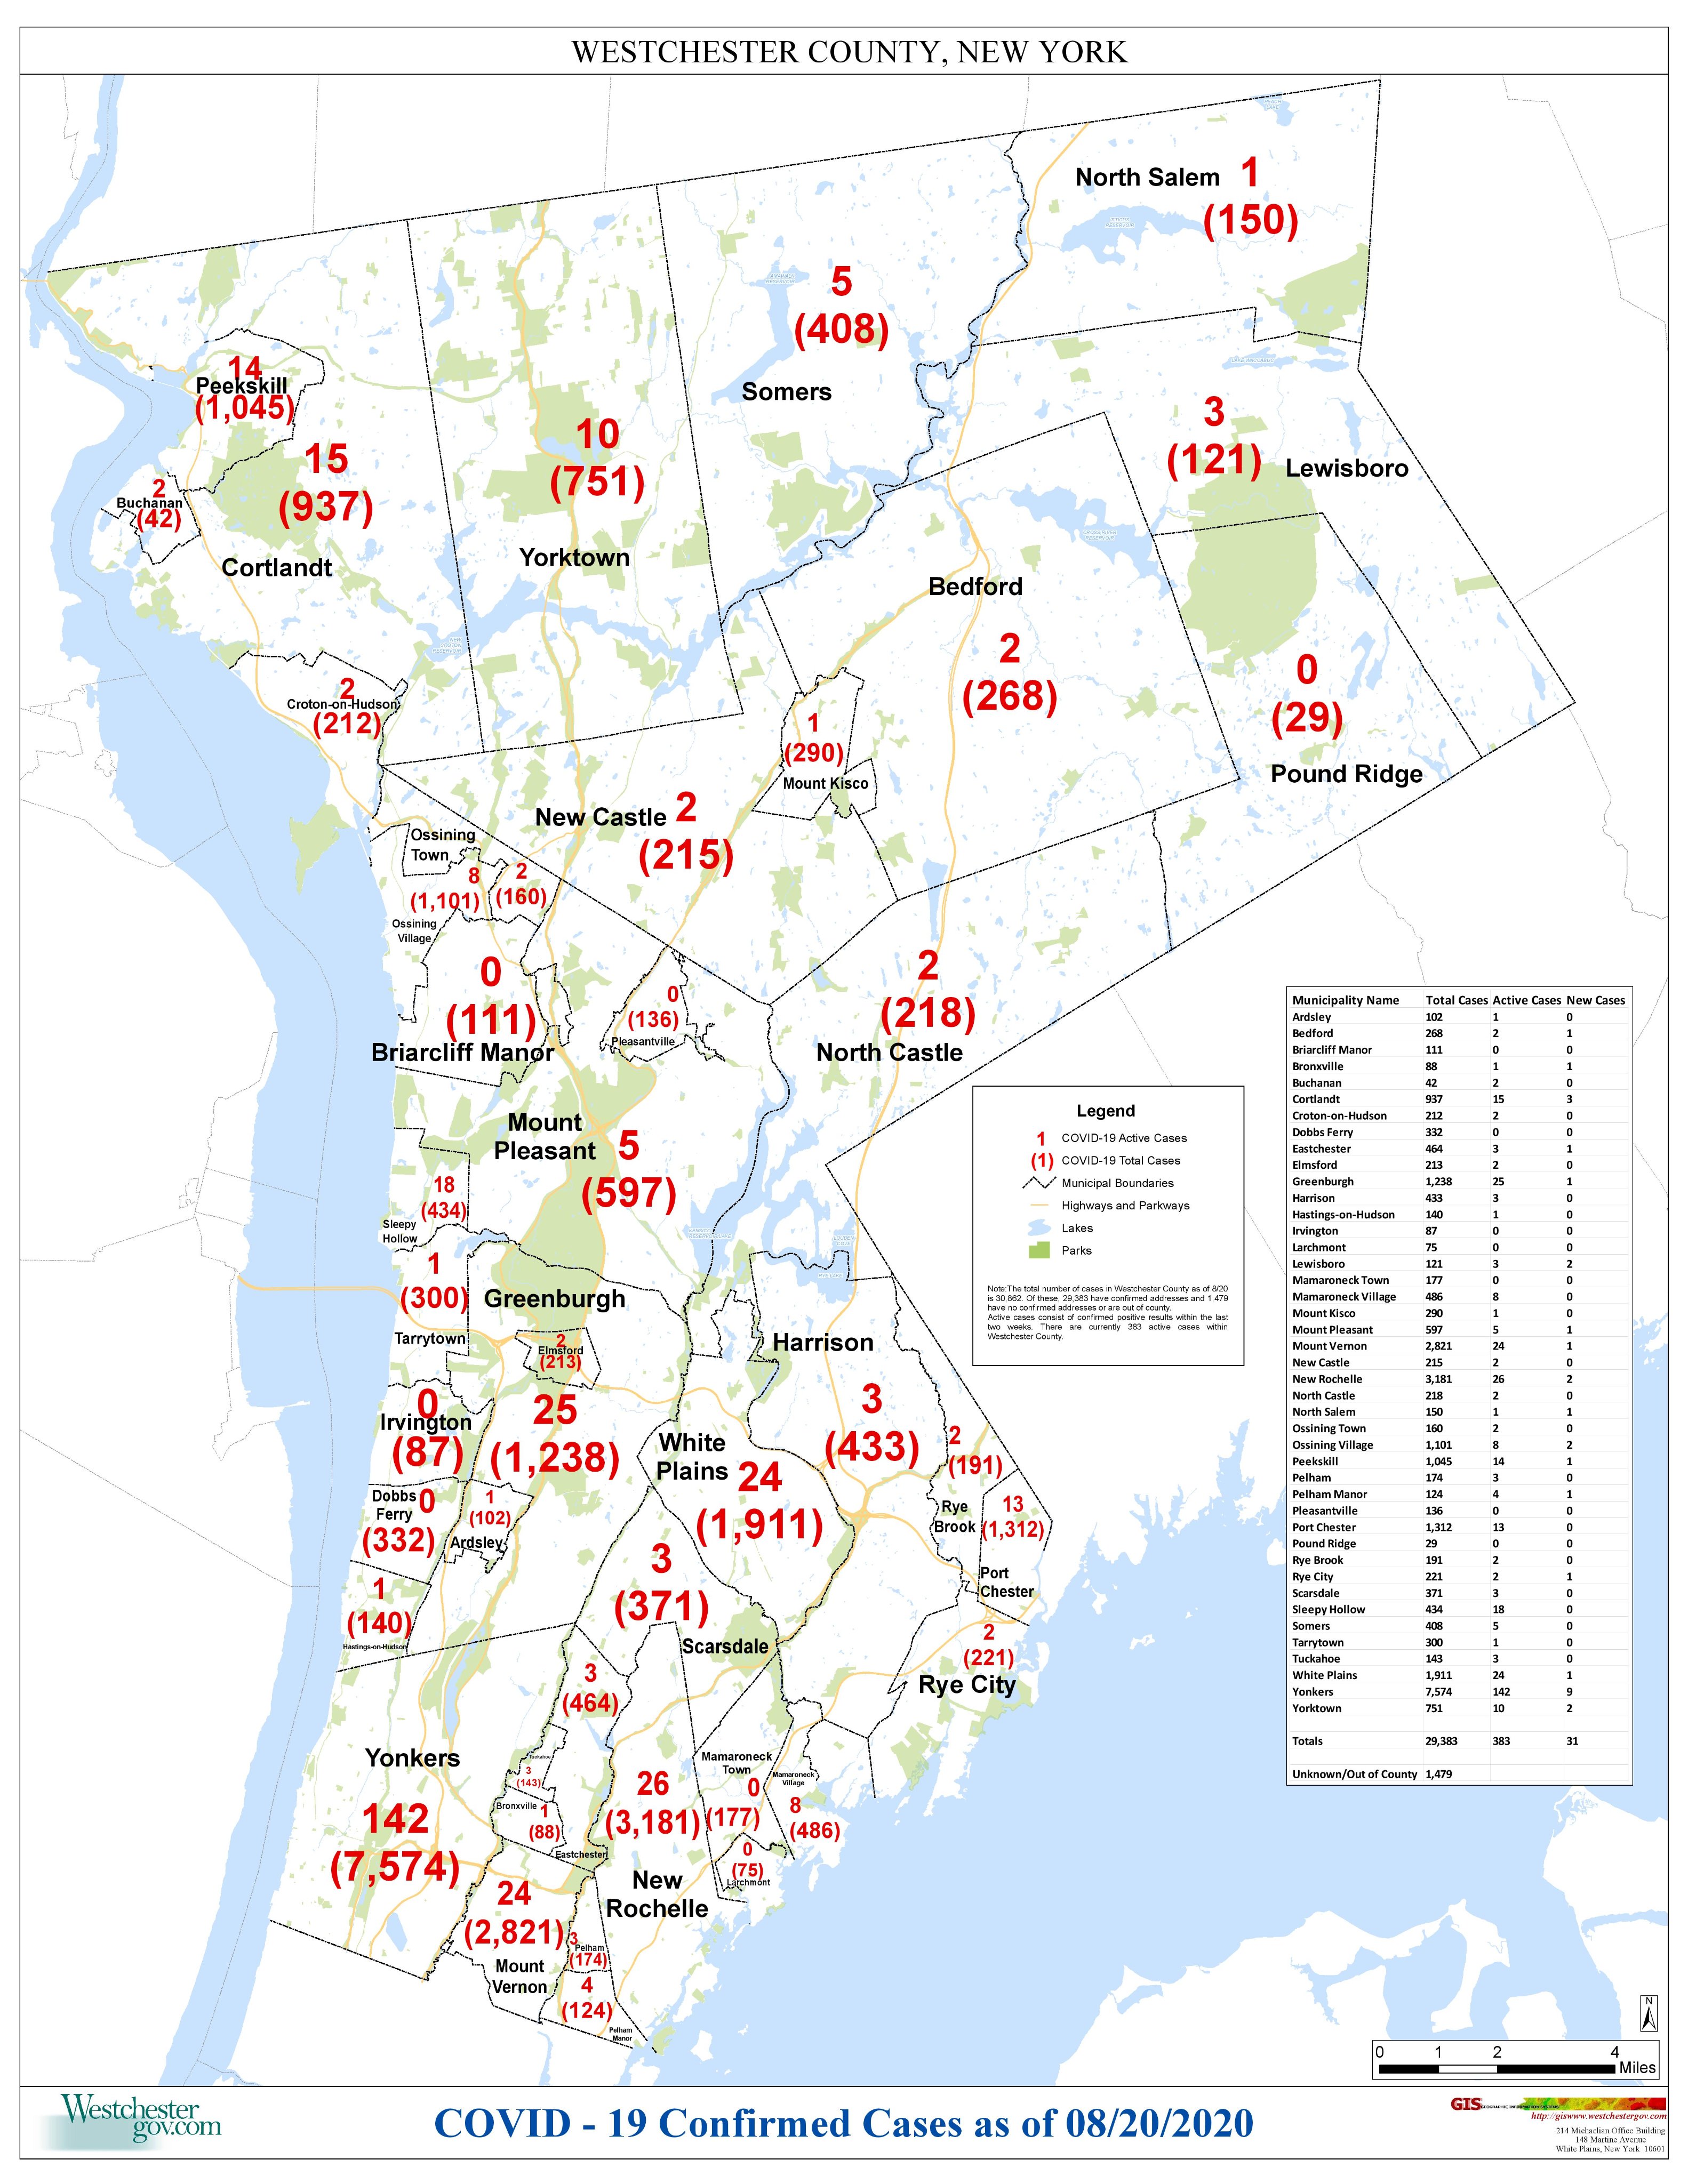 WESTCHESTER COUNTY, NEW YORK
North Salem 1
(150)
5
(408)
Somers
14
Peekskill
(1,045)
15
(937)
Cortlandt
2
Buchanan
(42)
10
(751)
Yorktown
3
(121) Lewisboro
Bedford
2
(268)
0
(29)
Pound Ridge
2
Croton-on-Hudson
(212)
1
(290)
Mount Kisco
New Castle 2
(215)
Ossining
Town
8
(1,101)
2
(160)
Ossining
Village
0
(111)
Briarcliff Manor
0
(136)
Pleasantville
2
(218)
North Castle
Mount
Pleasant 5
(597)
18
(434)
Sleepy
Hollow
1
(300)
Tarrytown
Greenburgh
2
Elmsford
(213)
25
(1,238)
0
Irvington
(87)
Dobbs
Ferry 0
(332)
1
(102)
Ardsley
1
(140)
Hastings-on-Hudson
White
Plains 24
(1,911)
Harrison
3
(433)
2
(191)
Rye
Brook
13
(1,312)
Port
Chester
3
(371)
Scarsdale
2
(221)
Rye City
3
(464)
Tuckahoe
3
(143)
Bronxville 1
(88)
Eastchester
Yonkers
142
(7,574)
26
(3,181)
New
Rochelle
Mamaroneck
Town
0
(177)
Mamaroneck
Village
8
(486)
0
(75)
Larchmont
24
(2,821)
Mount
Vernon
3
Pelham
(174)
4
(124)
Pelham
Manor
Legend
1 COVID-19 Active Cases
(1) COVID-19 Total Cases
Municipal Boundaries
Highways and Parkways
Lakes
Parks
Note:The total number of cases in Westchester County as of 8/20
is 30,862. Of these, 29,383 have confirmed addresses and 1,479
have no confirmed addresses or are out of county.
Active cases consist of confirmed positive results within the last
two weeks. There are currently 383 active cases within
Westchester County.
Municipality Name Total Cases Active Cases New Cases
Ardsley 102 1 0
Bedford 268 2 1
Briarcliff Manor 111 0 0
Bronxville 88 1 1
Buchanan 42 2 0
Cortlandt 937 15 3
Croton-on-Hudson 212 2 0
Dobbs Ferry 332 0 0
Eastchester 464 3 1
Elmsford 213 2 0
Greenburgh 1,238 25 1
Harrison 433 3 0
Hastings-on-Hudson 140 1 0
Irvington 87 0 0
Larchmont 75 0 0
Lewisboro 121 3 2
Mamaroneck Town 177 0 0
Mamaroneck Village 486 8 0
Mount Kisco 290 1 0
Mount Pleasant 597 5 1
Mount Vernon 2,821 24 1
New Castle 215 2 0
New Rochelle 3,181 26 2
North Castle 218 2 0
North Salem 150 1 1
Ossining Town 160 2 0
Ossining Village 1,101 8 2
Peekskill 1,045 14 1
Pelham 174 3 0
Pelham Manor 124 4 1
Pleasantville 136 0 0
Port Chester 1,312 13 0
Pound Ridge 29 0 0
Rye Brook 191 2 0
Rye City 221 2 1
Scarsdale 371 3 0
Sleepy Hollow 434 18 0
Somers 408 5 0
Tarrytown 300 1 0
Tuckahoe 143 3 0
White Plains 1,911 24 1
Yonkers 7,574 142 9
Yorktown 751 10 2
Totals 29,383 383 31
Unknown/Out of County 1,479
N
0 1 2 4
Miles
Westchester
gov.com
COVID - 19 Confirmed Cases as of 08/20/2020
GIS GEOGRAPHIC INFORMATION SYSTEMS
http://giswww.westchestergov.com
214 Michaelian Office Building
148 Martine Avenue
White Plains, New York 10601